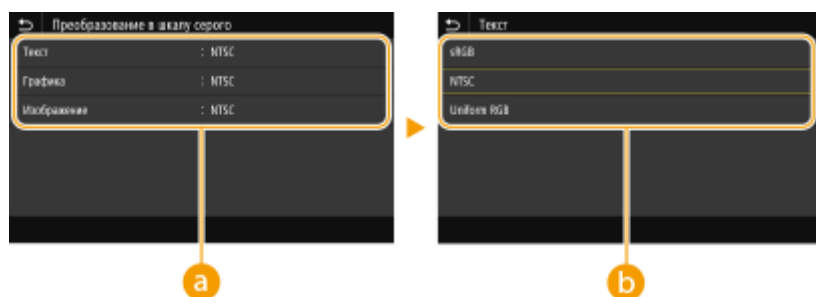 Преобразование в шкалу серого
Текст : NTSC
Графика : NTSC
Изображение : NTSC
a
Текст
sRGB
NTSC
Uniform RGB
b